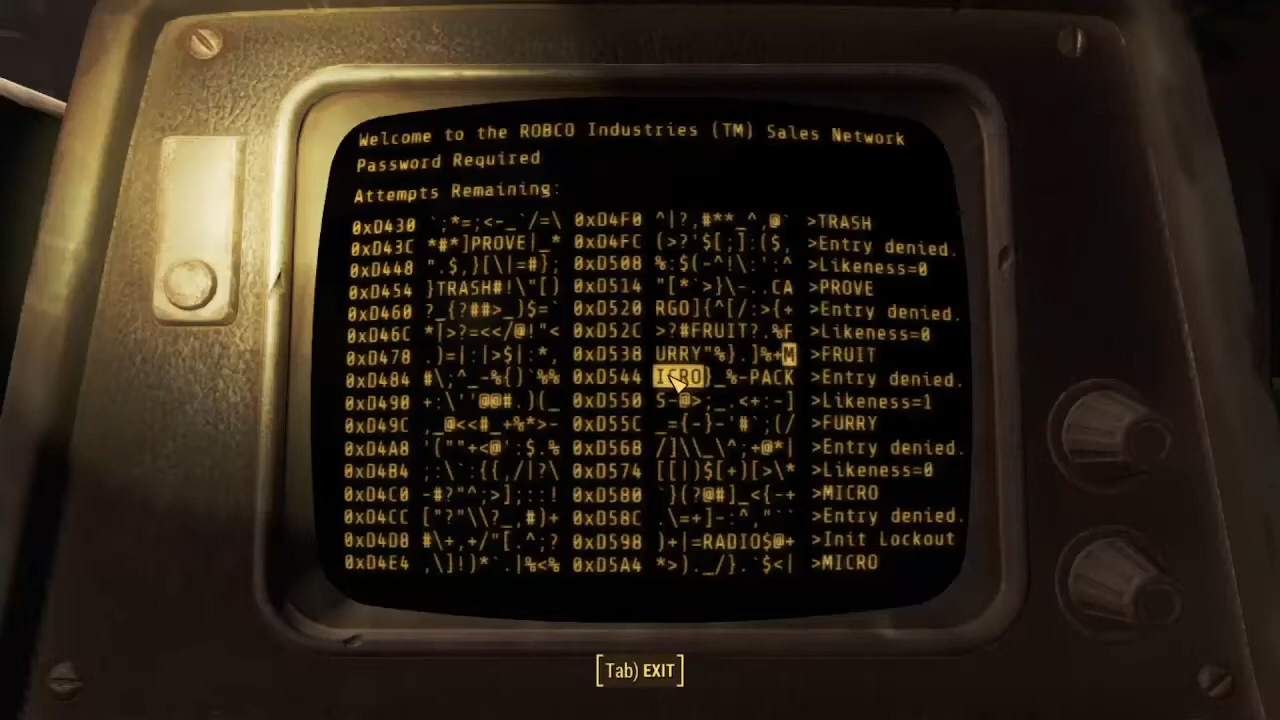 Welcome to the ROBCO Industries (TM) Sales Network
Password Required
Attempts Remaining:
0xD430 `;*=;<-_`/=\ 0xD4F0 ^|?,#**_^,@` >TRASH
0xD43C *#*]PROVE|_* 0xD4FC (>?'$[;]:($, >Entry denied.
0xD448 ".$,}[\|=#}; 0xD508 %:$(-^!\:':^ >Likeness=0
0xD454 }TRASH#!\"[) 0xD514 "[*`>}\-..CA >PROVE
0xD460 ?_{?##>_)$=` 0xD520 RGO]{^[/:>{+ >Entry denied.
0xD46C *|>?=<</@!"< 0xD52C >?#FRUIT?.%F >Likeness=0
0xD478 .)=|:|>$|:*, 0xD538 URRY"%}.]%+M >FRUIT
0xD484 #\;^_-%{)`%% 0xD544 ICRO}_%-PACK >Entry denied.
0xD490 +:\''@@#.)(_ 0xD550 S-@>;_.<+:-] >Likeness=1
0xD49C ,_@<<#_+%*>- 0xD55C _={-}-'#`;(/ >FURRY
0xD4A8 '(""+<@':$.% 0xD568 /]\\_\^;+@*| >Entry denied.
0xD4B4 ;:\`:{{,/|?\ 0xD574 [[|)$[+)[>\* >Likeness=0
0xD4C0 -#?"^;>];::! 0xD580 `}(?@#]_<{-+ >MICRO
0xD4CC ["?"\\?_,#)+ 0xD58C .\=+]-:^,"`` >Entry denied.
0xD4D8 #\+,+/"[.^;? 0xD598 )+|=RADIO$@+ >Init Lockout
0xD4E4 ,\]!)*`.|%<% 0xD5A4 *>)._/}.`$<| >MICRO
[Tab) EXIT]